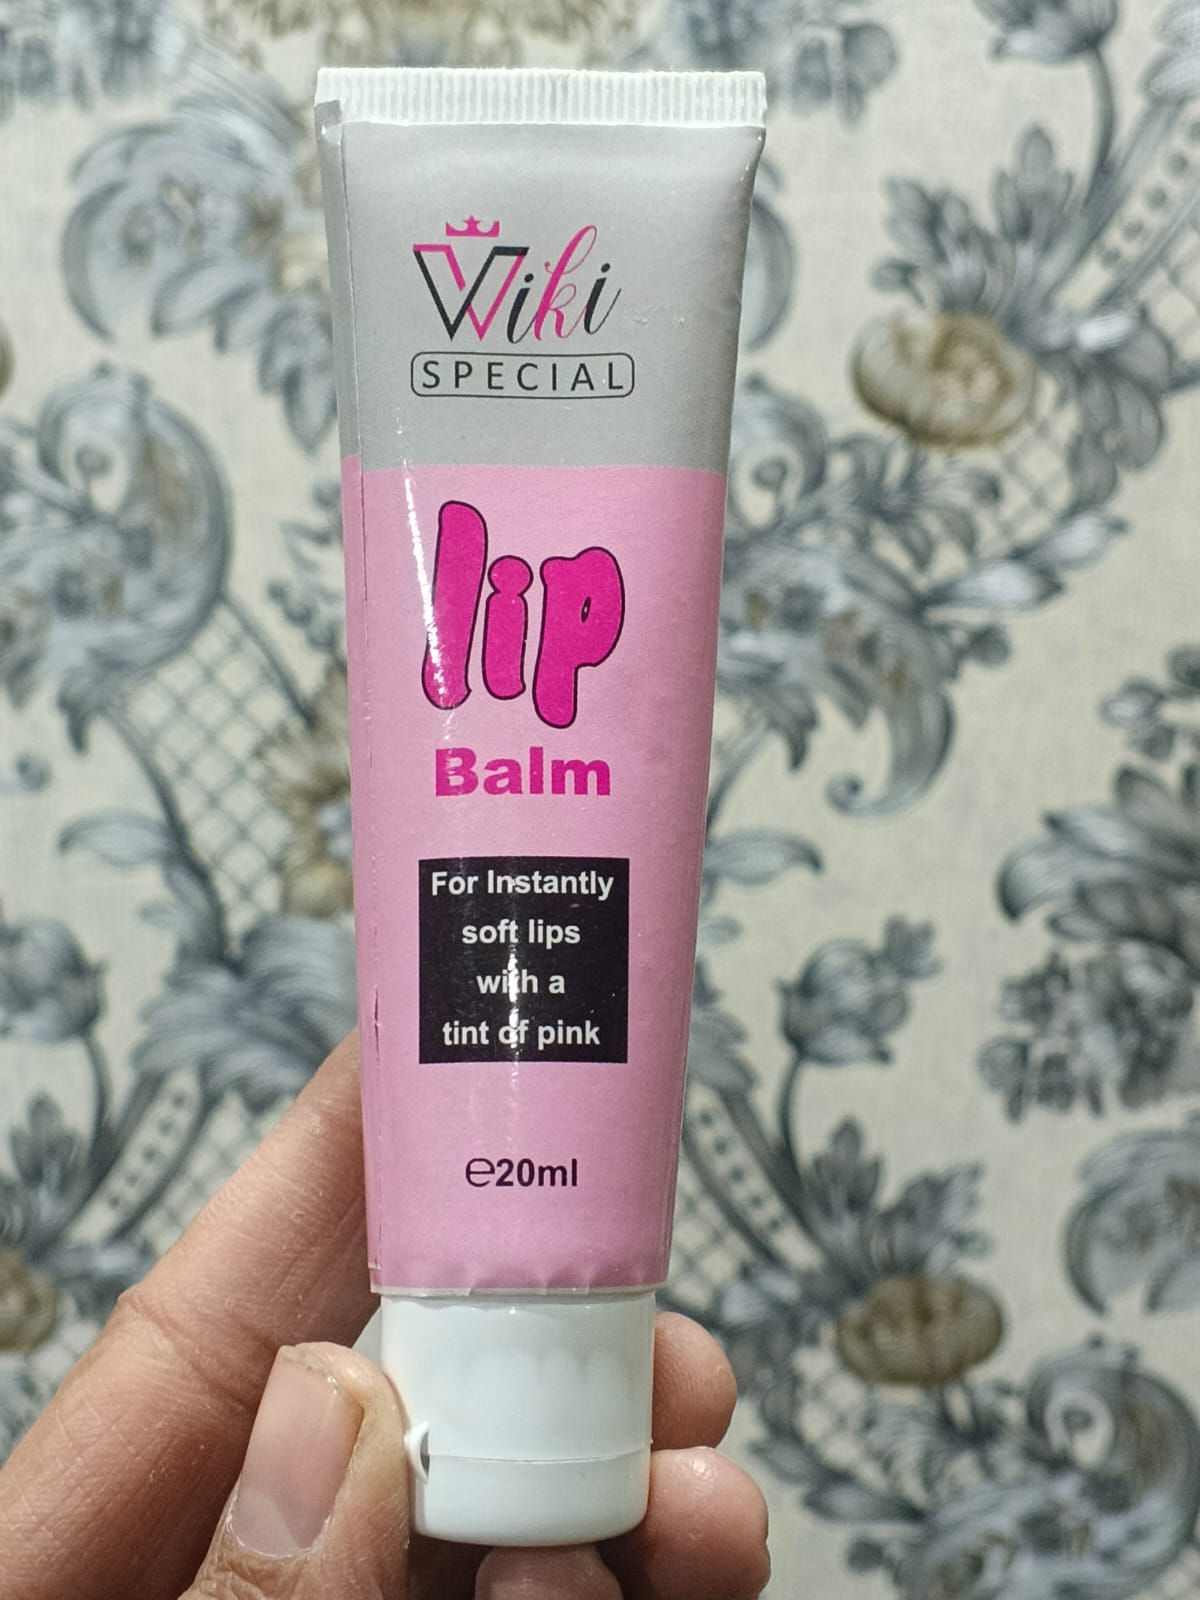 Viki
SPECIAL
lip
Balm
For Instantly
soft lips
with a
tint of pink
℮20ml